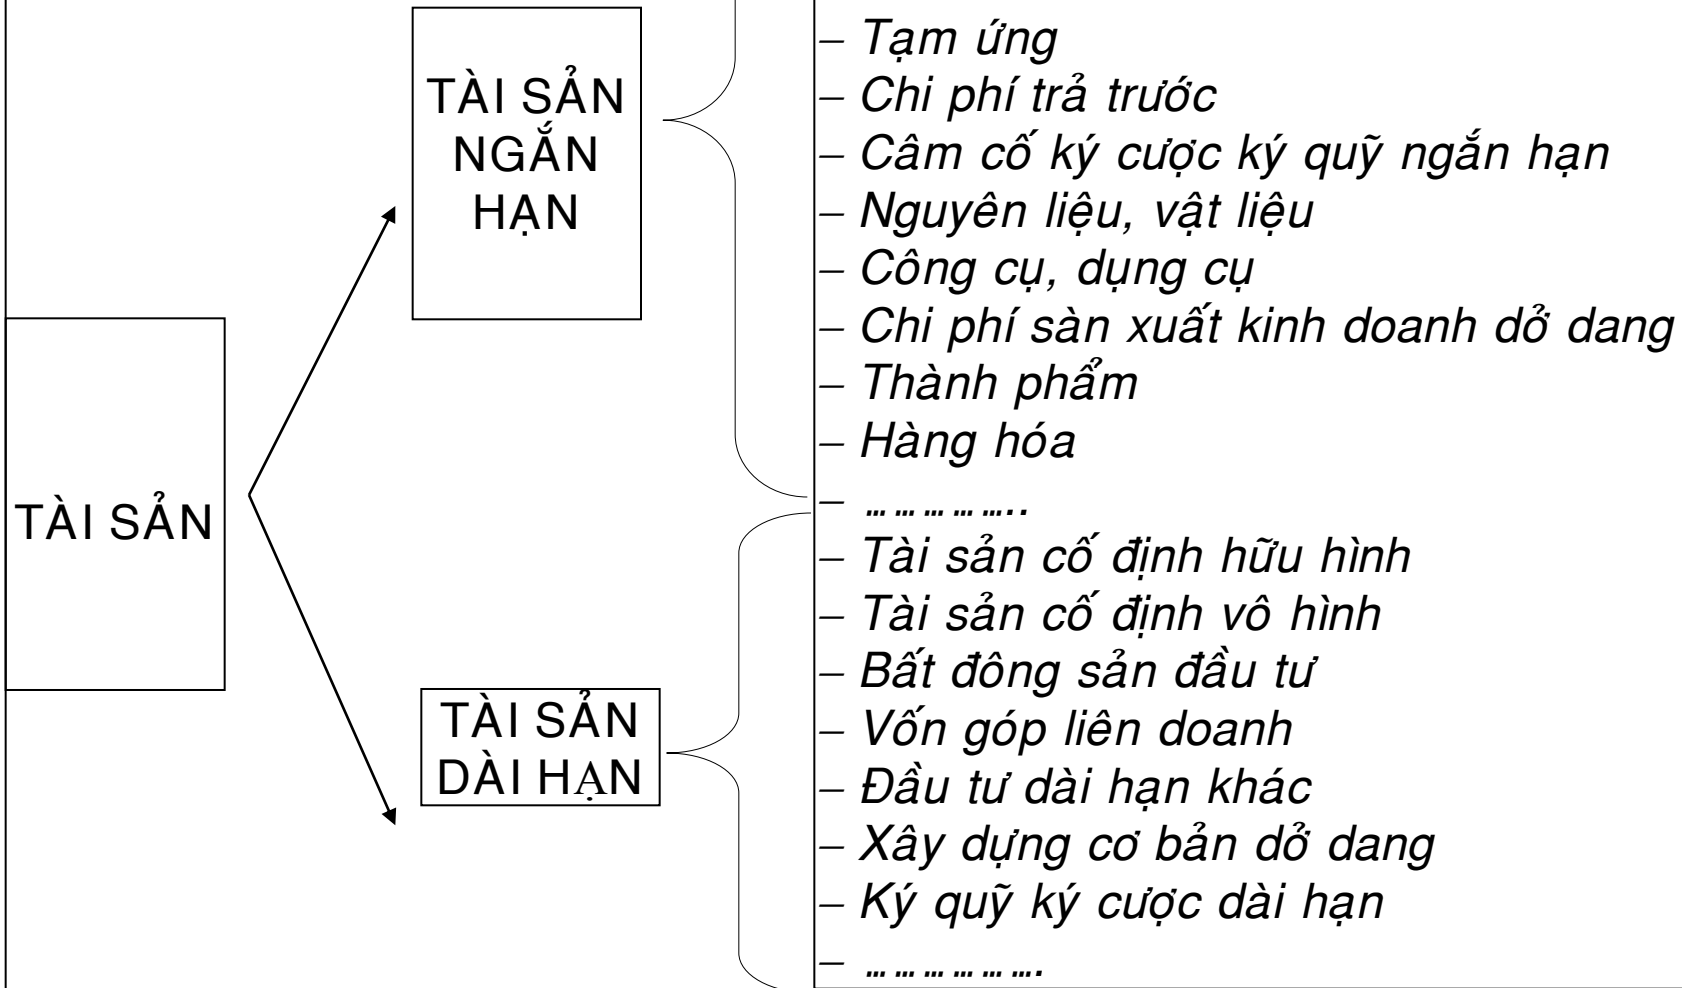 TÀI SẢN
TÀI SẢN
NGẮN
HẠN
– Tạm ứng
– Chi phí trả trước
– Câm cố ký cược ký quỹ ngắn hạn
– Nguyên liệu, vật liệu
– Công cụ, dụng cụ
– Chi phí sàn xuất kinh doanh dở dang
– Thành phẩm
– Hàng hóa
– ……………..
TÀI SẢN
DÀI HẠN
– Tài sản cố định hữu hình
– Tài sản cố định vô hình
– Bất đông sản đầu tư
– Vốn góp liên doanh
– Đầu tư dài hạn khác
– Xây dựng cơ bản dở dang
– Ký quỹ ký cược dài hạn
– ……………….